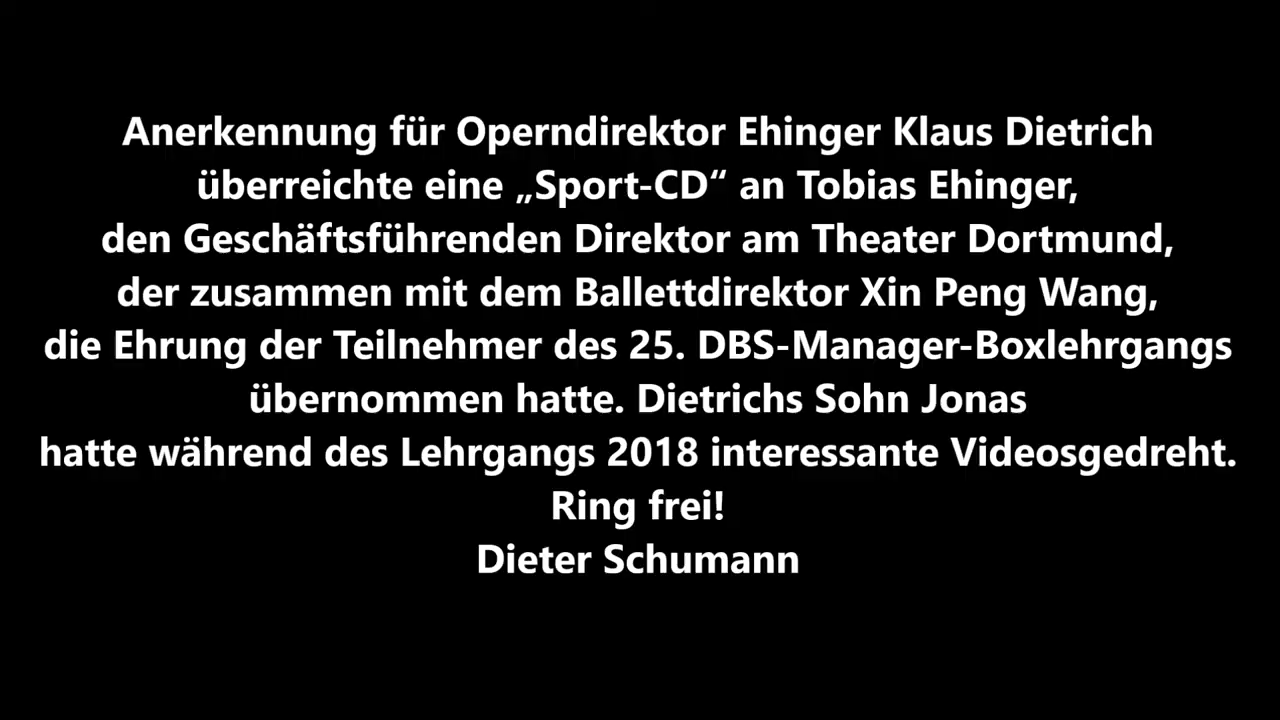 Anerkennung für Operndirektor Ehinger Klaus Dietrich
überreichte eine „Sport-CD“ an Tobias Ehinger,
den Geschäftsführenden Direktor am Theater Dortmund,
der zusammen mit dem Ballettdirektor Xin Peng Wang,
die Ehrung der Teilnehmer des 25. DBS-Manager-Boxlehrgangs
übernommen hatte. Dietrichs Sohn Jonas
hatte während des Lehrgangs 2018 interessante Videosgedreht.
Ring frei!
Dieter Schumann